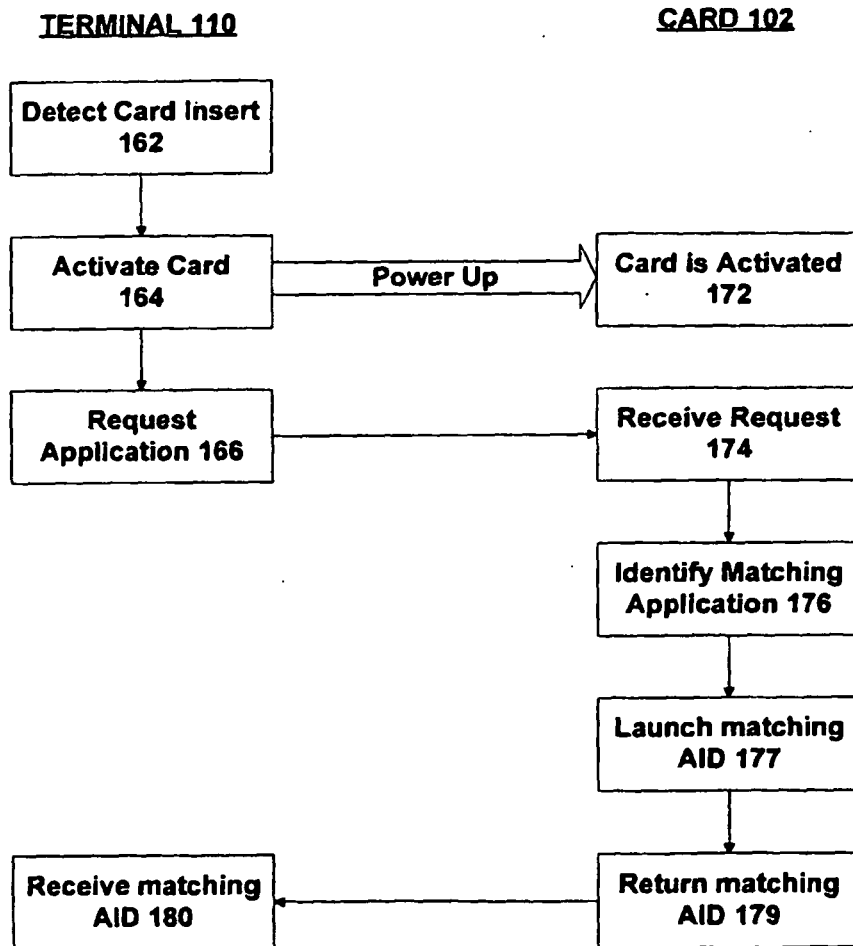 TERMINAL 110
CARD 102
Detect Card Insert
162
Activate Card
164
Power Up
Card is Activated
172
Request
Application 166
Receive Request
174
Identify Matching
Application 176
Launch matching
AID 177
Receive matching
AID 180
Return matching
AID 179